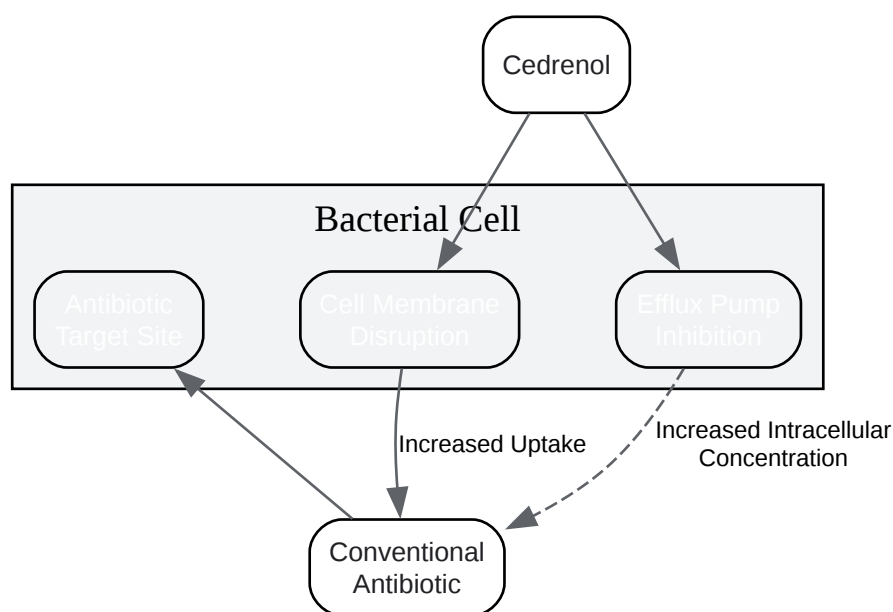 Cedrenol
Bacterial Cell
Antibiotic
Target Site
Cell Membrane
Disruption
Efflux Pump
Inhibition
Increased Uptake
Increased Intracellular
Concentration
Conventional
Antibiotic